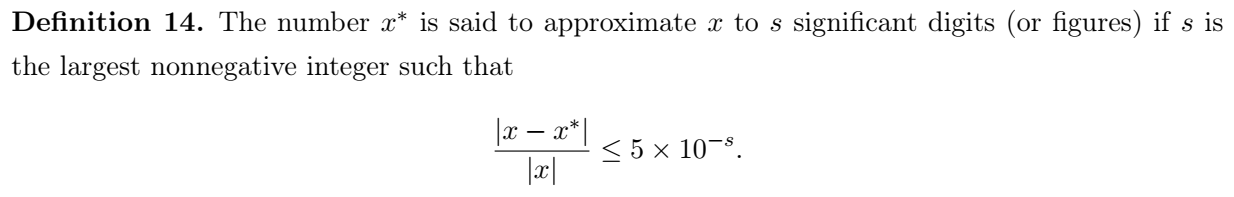 Definition 14. The number x* is said to approximate x to s significant digits (or figures) if s is
the largest nonnegative integer such that
|x − x*|
|x|
≤ 5 × 10⁻ˢ.